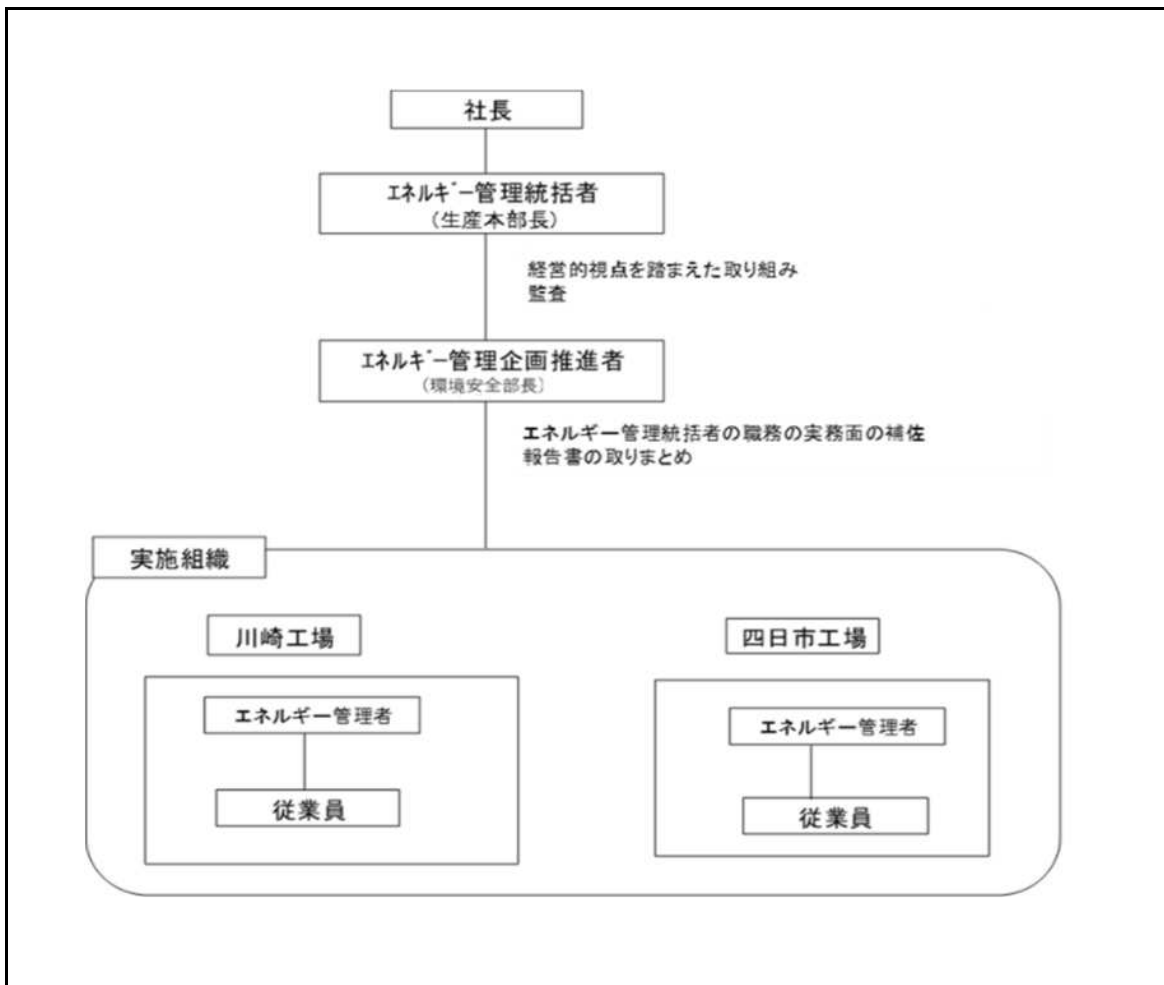 社長
エネルギー管理統括者
(生産本部長)
経営的視点を踏まえた取り組み
監査
エネルギー管理企画推進者
(環境安全部長)
エネルギー管理統括者の職務の実務面の補佐
報告書の取りまとめ
実施組織
川崎工場
四日市工場
エネルギー管理者
エネルギー管理者
従業員
従業員